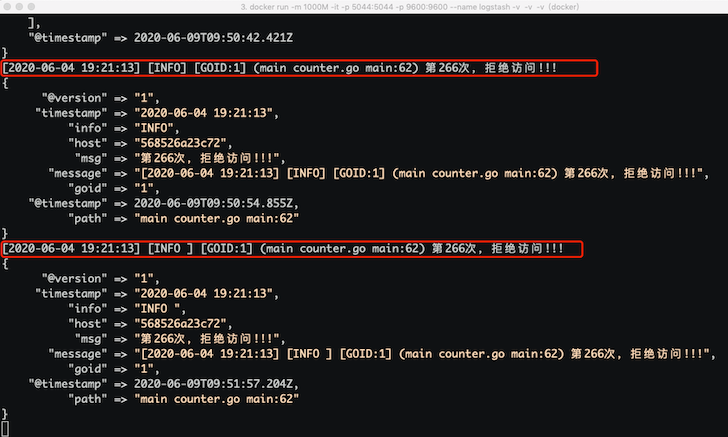 3. docker run -m 1000M -it -p 5044:5044 -p 9600:9600 --name logstash -v -v -v (docker)
],
"@timestamp" => 2020-06-09T09:50:42.421Z
}
[2020-06-04 19:21:13] [INFO] [GOID:1] (main counter.go main:62) 第266次, 拒绝访问!!!
{
"@version" => "1",
"timestamp" => "2020-06-04 19:21:13",
"info" => "INFO",
"host" => "568526a23c72",
"msg" => "第266次, 拒绝访问!!!",
"message" => "[2020-06-04 19:21:13] [INFO] [GOID:1] (main counter.go main:62) 第266次, 拒绝访问!!!",
"goid" => "1",
"@timestamp" => 2020-06-09T09:50:54.855Z,
"path" => "main counter.go main:62"
}
[2020-06-04 19:21:13] [INFO ] [GOID:1] (main counter.go main:62) 第266次, 拒绝访问!!!
{
"@version" => "1",
"timestamp" => "2020-06-04 19:21:13",
"info" => "INFO ",
"host" => "568526a23c72",
"msg" => "第266次, 拒绝访问!!!",
"message" => "[2020-06-04 19:21:13] [INFO ] [GOID:1] (main counter.go main:62) 第266次, 拒绝访问!!!",
"goid" => "1",
"@timestamp" => 2020-06-09T09:51:57.204Z,
"path" => "main counter.go main:62"
}